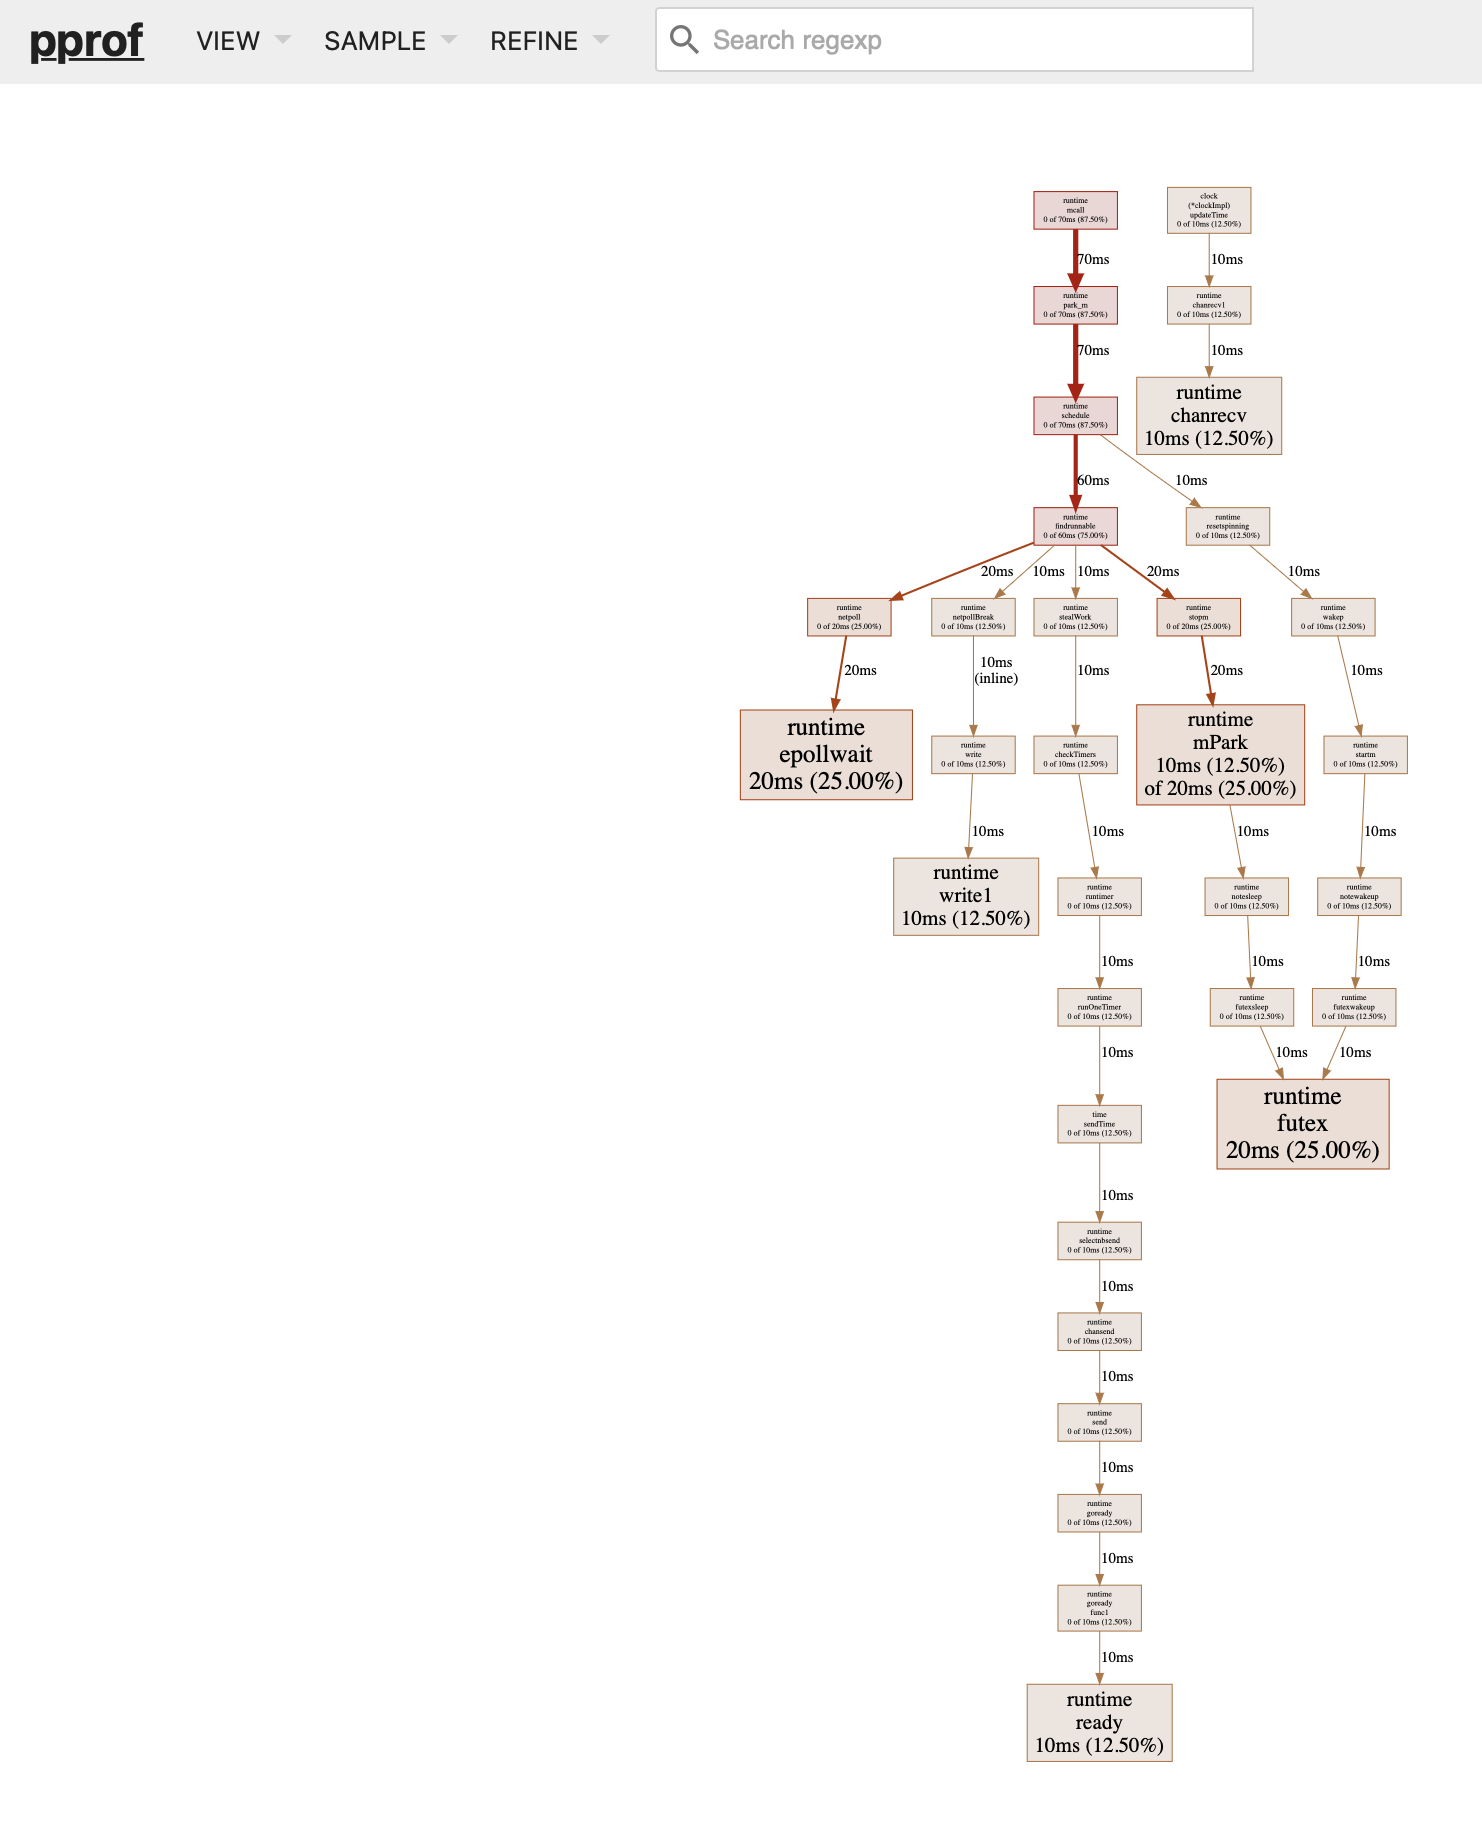 pprof
VIEW
SAMPLE
REFINE
Search regexp
runtime
mcall
0 of 70ms (87.50%)
clock
(*clockImpl)
updateTime
0 of 10ms (12.50%)
70ms
10ms
runtime
park_m
0 of 70ms (87.50%)
runtime
chanrecv1
0 of 10ms (12.50%)
70ms
10ms
runtime
schedule
0 of 70ms (87.50%)
runtime
chanrecv
10ms (12.50%)
60ms
10ms
runtime
findrunnable
0 of 60ms (75.00%)
runtime
resetspinning
0 of 10ms (12.50%)
20ms
10ms
10ms
20ms
10ms
runtime
netpoll
0 of 20ms (25.00%)
runtime
netpollBreak
0 of 10ms (12.50%)
runtime
stealWork
0 of 10ms (12.50%)
runtime
stopm
0 of 20ms (25.00%)
runtime
wakep
0 of 10ms (12.50%)
20ms
10ms
(inline)
10ms
20ms
10ms
runtime
epollwait
20ms (25.00%)
runtime
write
0 of 10ms (12.50%)
runtime
checkTimers
0 of 10ms (12.50%)
runtime
mPark
10ms (12.50%)
of 20ms (25.00%)
runtime
startm
0 of 10ms (12.50%)
10ms
10ms
10ms
10ms
runtime
write1
10ms (12.50%)
runtime
runtimer
0 of 10ms (12.50%)
runtime
notesleep
0 of 10ms (12.50%)
runtime
notewakeup
0 of 10ms (12.50%)
10ms
10ms
10ms
runtime
runOneTimer
0 of 10ms (12.50%)
runtime
futexsleep
0 of 10ms (12.50%)
runtime
futexwakeup
0 of 10ms (12.50%)
10ms
10ms
10ms
time
sendTime
0 of 10ms (12.50%)
runtime
futex
20ms (25.00%)
10ms
runtime
selectnbsend
0 of 10ms (12.50%)
10ms
runtime
chansend
0 of 10ms (12.50%)
10ms
runtime
send
0 of 10ms (12.50%)
10ms
runtime
goready
0 of 10ms (12.50%)
10ms
runtime
goready
func1
0 of 10ms (12.50%)
10ms
runtime
ready
10ms (12.50%)